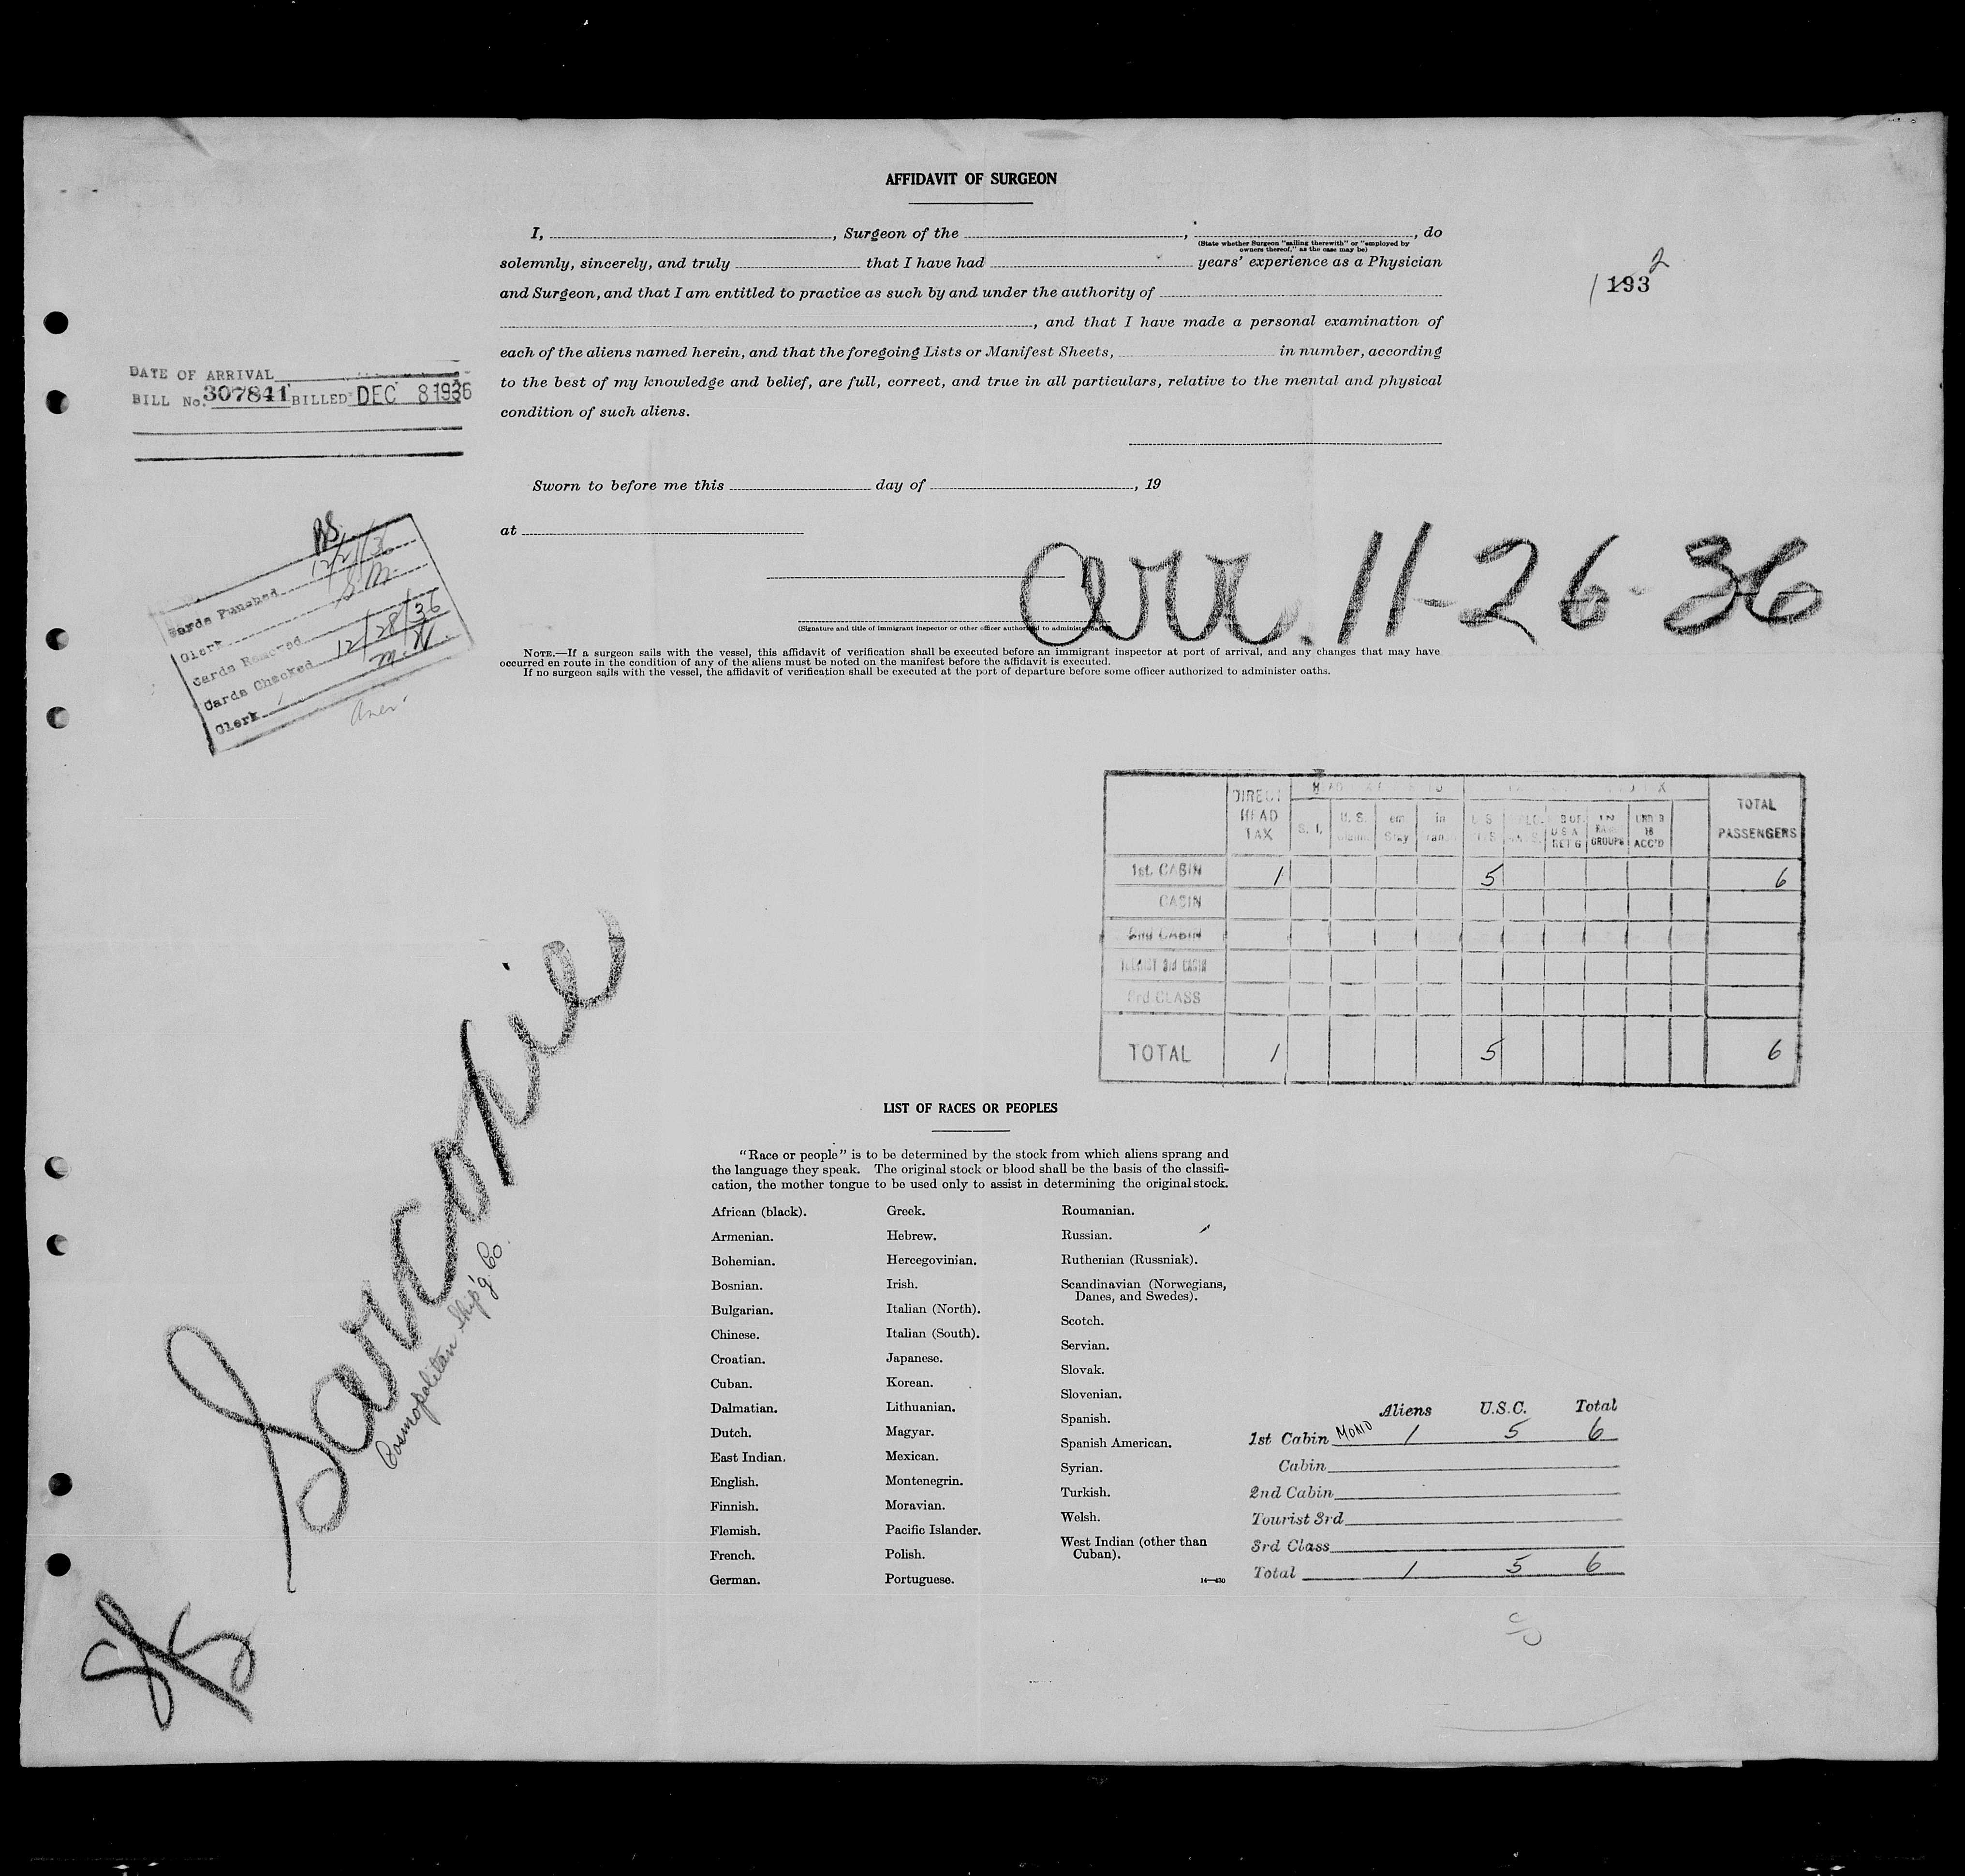 AFFIDAVIT OF SURGEON
I, , Surgeon of the , , do
(State whether Surgeon "sailing therewith" or "employed by
owners thereof," as the case may be)
solemnly, sincerely, and truly that I have had years' experience as a Physician
and Surgeon, and that I am entitled to practice as such by and under the authority of
, and that I have made a personal examination of
each of the aliens named herein, and that the foregoing Lists or Manifest Sheets, in number, according
to the best of my knowledge and belief, are full, correct, and true in all particulars, relative to the mental and physical
condition of such aliens.
193
2
DATE OF ARRIVAL
BILL No. 307841 BILLED DEC 8 1936
Sworn to before me this day of , 19
at
arr. 11-26-36
(Signature and title of immigrant inspector or other officer authorized to administer oaths)
NOTE.—If a surgeon sails with the vessel, this affidavit of verification shall be executed before an immigrant inspector at port of arrival, and any changes that may have
occurred en route in the condition of any of the aliens must be noted on the manifest before the affidavit is executed.
If no surgeon sails with the vessel, the affidavit of verification shall be executed at the port of departure before some officer authorized to administer oaths.
Cards Punched 12/21/36
Clerk S.M.
Cards
Cards Checked 12/28/36
Clerk M.N.
DIRECT HEAD TAX
S. I.
U. S.
in
U S
IN
GROUPS
ACC'D
TOTAL PASSENGERS
1st. CABIN 1 5 6
CABIN
2nd CABIN
TOURIST 3rd CABIN
3rd CLASS
TOTAL 1 5 6
Sarcoxie
Cosmopolitan Ship'g Co.
LIST OF RACES OR PEOPLES
"Race or people" is to be determined by the stock from which aliens sprang and
the language they speak. The original stock or blood shall be the basis of the classifi-
cation, the mother tongue to be used only to assist in determining the original stock.
African (black).
Armenian.
Bohemian.
Bosnian.
Bulgarian.
Chinese.
Croatian.
Cuban.
Dalmatian.
Dutch.
East Indian.
English.
Finnish.
Flemish.
French.
German.
Greek.
Hebrew.
Hercegovinian.
Irish.
Italian (North).
Italian (South).
Japanese.
Korean.
Lithuanian.
Magyar.
Mexican.
Montenegrin.
Moravian.
Pacific Islander.
Polish.
Portuguese.
Roumanian.
Russian.
Ruthenian (Russniak).
Scandinavian (Norwegians,
Danes, and Swedes).
Scotch.
Servian.
Slovak.
Slovenian.
Spanish.
Spanish American.
Syrian.
Turkish.
Welsh.
West Indian (other than
Cuban).
14—430
Aliens U.S.C. Total
1st Cabin 1 5 6
Cabin
2nd Cabin
Tourist 3rd
3rd Class
Total 1 5 6